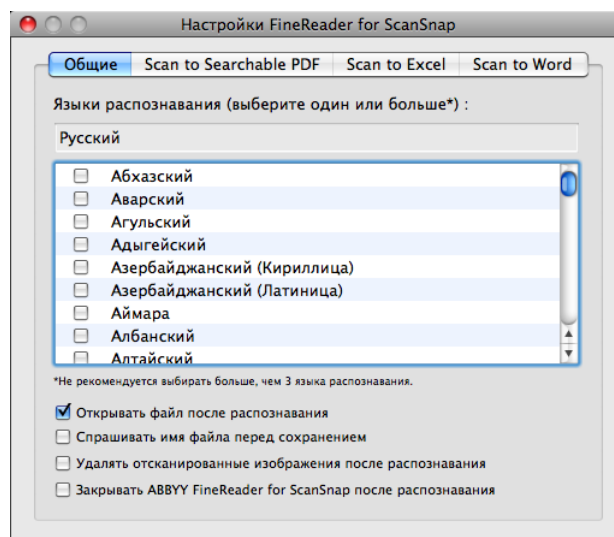 Настройки FineReader for ScanSnap
Общие Scan to Searchable PDF Scan to Excel Scan to Word
Языки распознавания (выберите один или больше*) :
Русский
Абхазский
Аварский
Агульский
Адыгейский
Азербайджанский (Кириллица)
Азербайджанский (Латиница)
Аймара
Албанский
Алтайский
*Не рекомендуется выбирать больше, чем 3 языка распознавания.
Открывать файл после распознавания
Спрашивать имя файла перед сохранением
Удалять отсканированные изображения после распознавания
Закрывать ABBYY FineReader for ScanSnap после распознавания